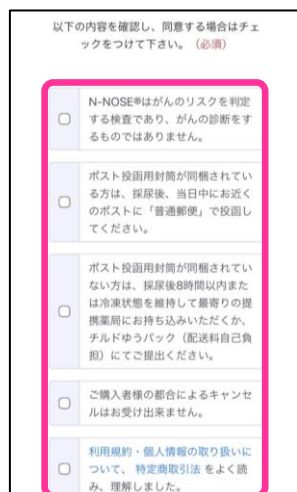 以下の内容を確認し、同意する場合はチェ
ックをつけて下さい。（必須）
N-NOSE®はがんのリスクを判定
する検査であり、がんの診断をす
るものではありません。
ポスト投函用封筒が同梱されてい
る方は、採尿後、当日中にお近く
のポストに「普通郵便」で投函し
てください。
ポスト投函用封筒が同梱されてい
ない方は、採尿後8時間以内また
は冷凍状態を維持して最寄りの提
携薬局にお持ち込みいただくか、
チルドゆうパック（配送料自己負
担）にてご提出ください。
ご購入者様の都合によるキャンセ
ルはお受け出来ません。
利用規約・個人情報の取り扱いに
ついて、 特定商取引法 をよく読
み、理解しました。